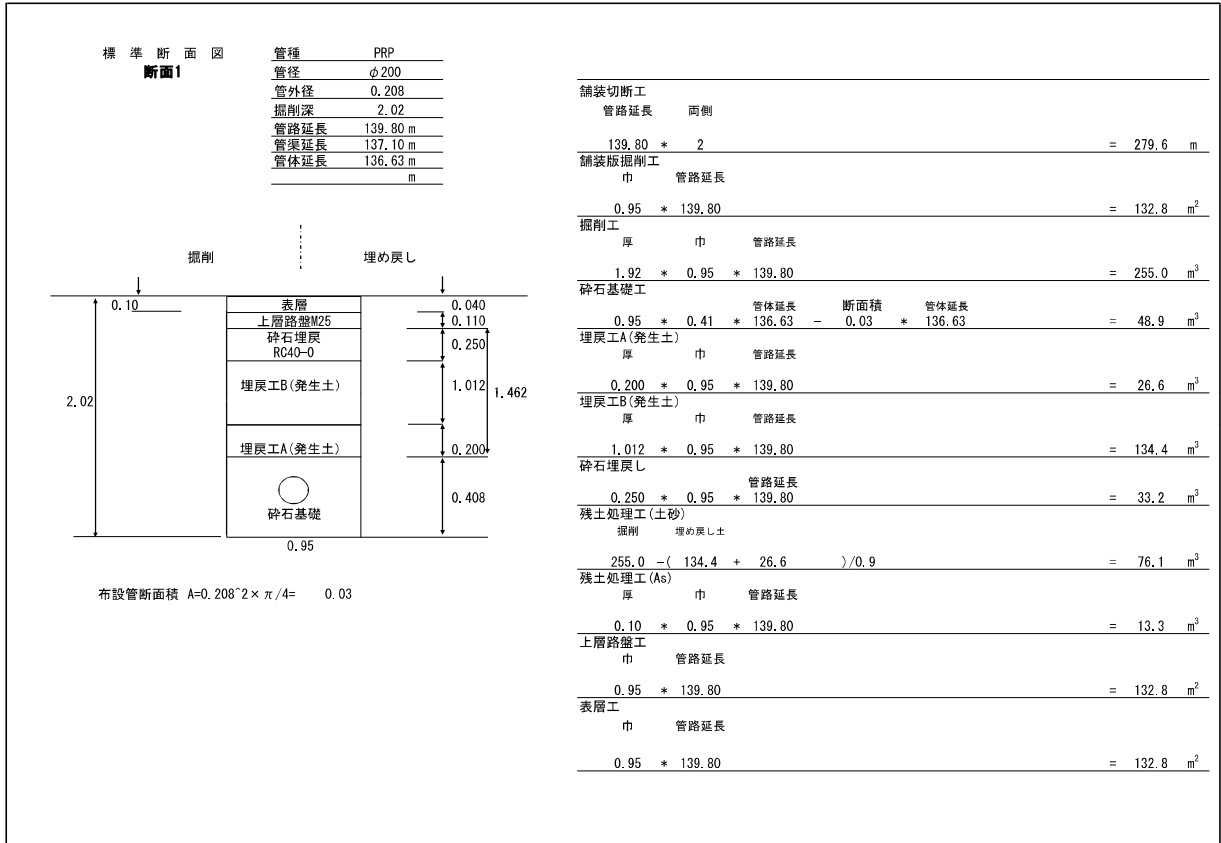 標 準 断 面 図
断面1
管種 PRP
管径 φ200
管外径 0.208
掘削深 2.02
管路延長 139.80 m
管渠延長 137.10 m
管体延長 136.63 m
m
掘削 埋め戻し
0.10 表層 0.040
上層路盤M25 0.110
砕石埋戻 0.250
RC40-0
埋戻工B(発生土) 1.012 1.462
2.02
埋戻工A(発生土) 0.200
0.408
砕石基礎
0.95
布設管断面積 A=0.208^2×π/4= 0.03
舗装切断工
管路延長 両側
139.80 * 2 = 279.6 m
舗装版掘削工
巾 管路延長
0.95 * 139.80 = 132.8 m²
掘削工
厚 巾 管路延長
1.92 * 0.95 * 139.80 = 255.0 m³
砕石基礎工
管体延長 断面積 管体延長
0.95 * 0.41 * 136.63 - 0.03 * 136.63 = 48.9 m³
埋戻工A(発生土)
厚 巾 管路延長
0.200 * 0.95 * 139.80 = 26.6 m³
埋戻工B(発生土)
厚 巾 管路延長
1.012 * 0.95 * 139.80 = 134.4 m³
砕石埋戻し
管路延長
0.250 * 0.95 * 139.80 = 33.2 m³
残土処理工(土砂)
掘削 埋め戻し土
255.0 -( 134.4 + 26.6 )/0.9 = 76.1 m³
残土処理工(As)
厚 巾 管路延長
0.10 * 0.95 * 139.80 = 13.3 m³
上層路盤工
巾 管路延長
0.95 * 139.80 = 132.8 m²
表層工
巾 管路延長
0.95 * 139.80 = 132.8 m²